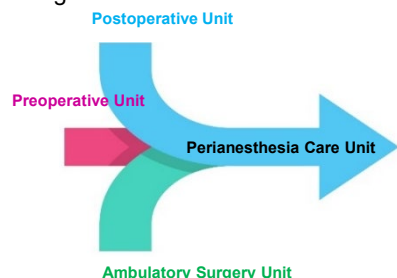 Postoperative Unit
Preoperative Unit
Perianesthesia Care Unit
Ambulatory Surgery Unit